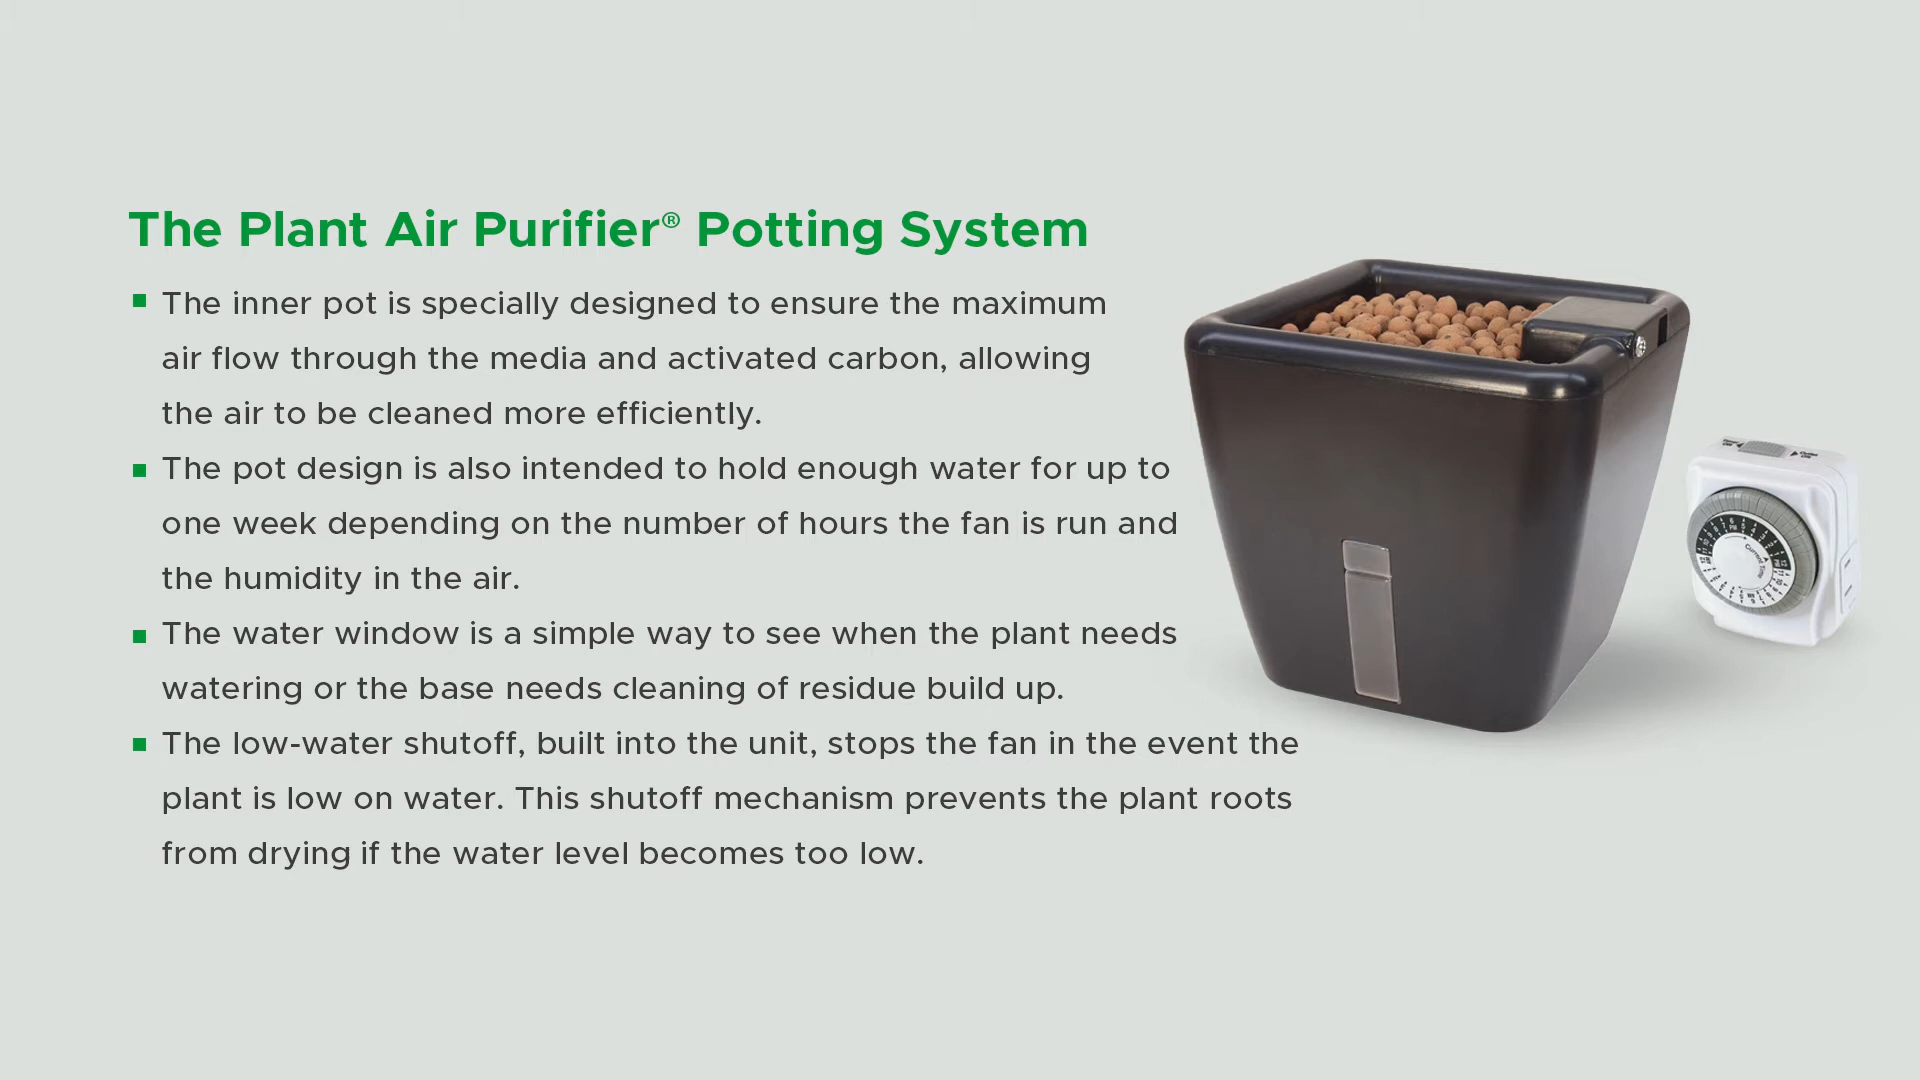 The Plant Air Purifier® Potting System
The inner pot is specially designed to ensure the maximum
air flow through the media and activated carbon, allowing
the air to be cleaned more efficiently.
The pot design is also intended to hold enough water for up to
one week depending on the number of hours the fan is run and
the humidity in the air.
The water window is a simple way to see when the plant needs
watering or the base needs cleaning of residue build up.
The low-water shutoff, built into the unit, stops the fan in the event the
plant is low on water. This shutoff mechanism prevents the plant roots
from drying if the water level becomes too low.
Current Time